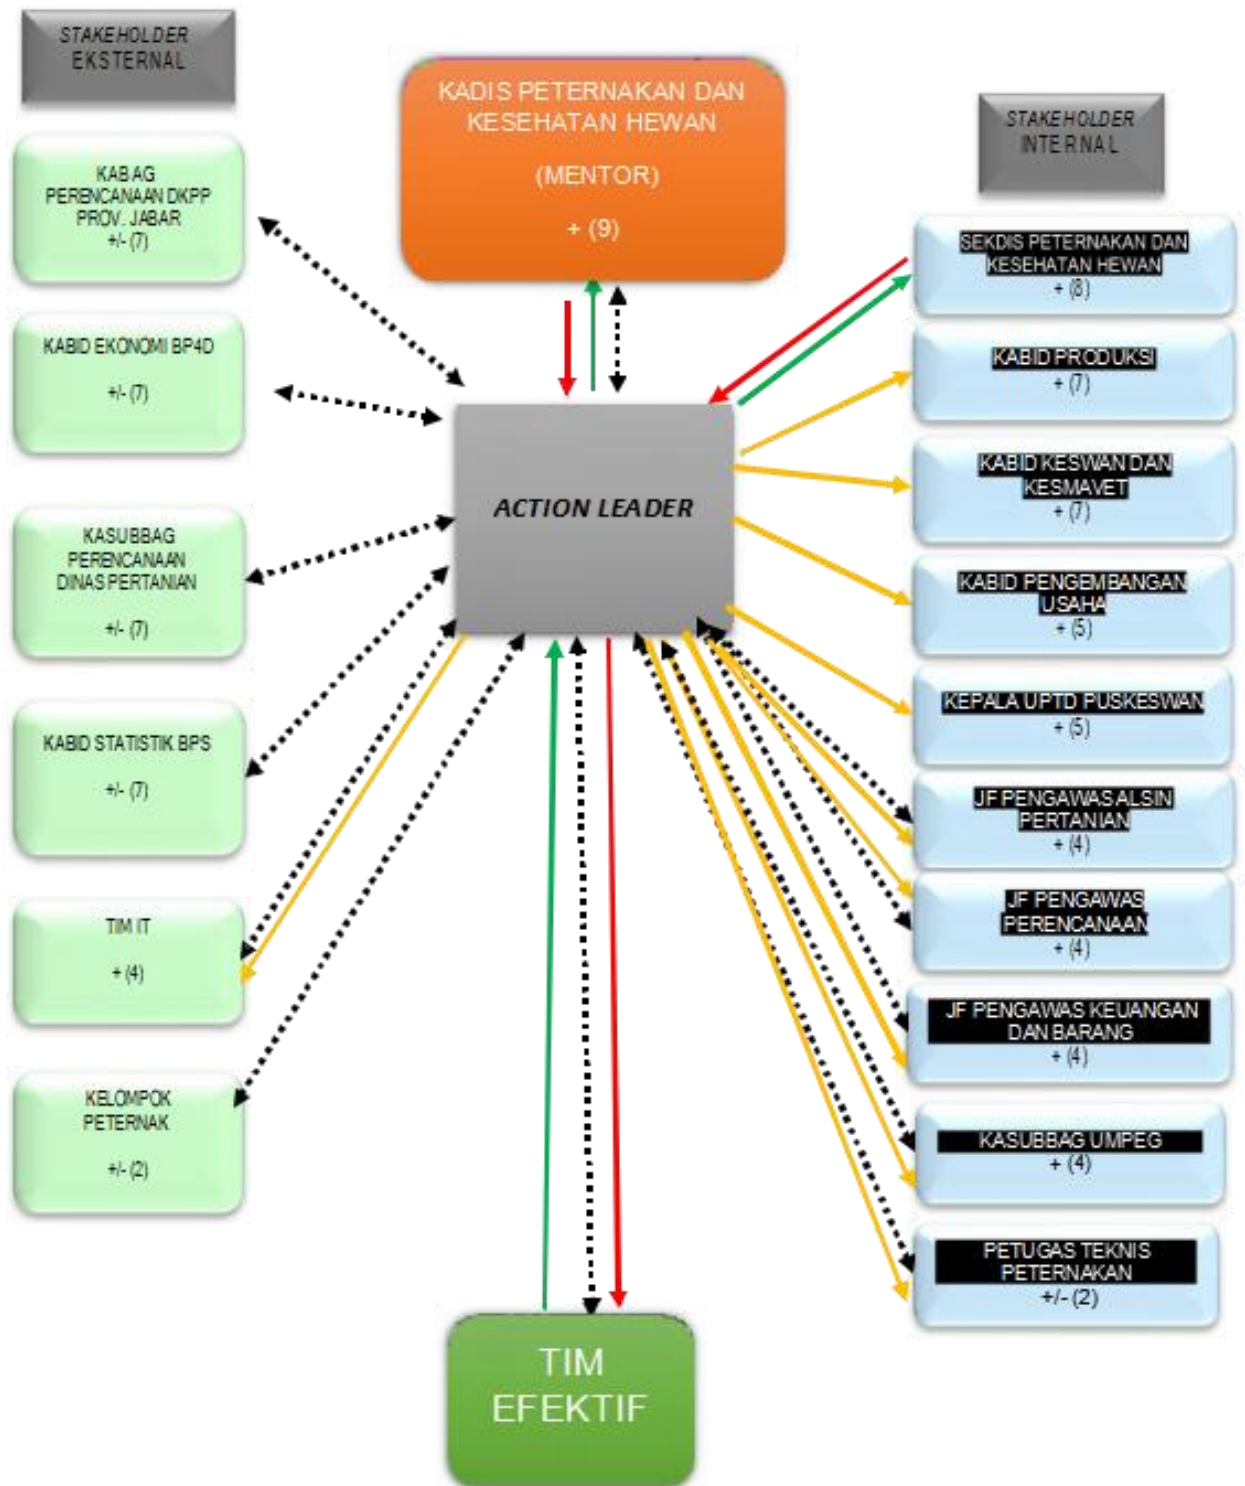 STAKEHOLDER
EKSTERNAL
KABAG
PERENCANAAN DKPP
PROV. JABAR
+/- (7)
KABID EKONOMI BP4D
+/- (7)
KASUBBAG
PERENCANAAN
DINAS PERTANIAN
+/- (7)
KABID STATISTIK BPS
+/- (7)
TIM IT
+ (4)
KELOMPOK
PETERNAK
+/- (2)
KADIS PETERNAKAN DAN
KESEHATAN HEWAN
(MENTOR)
+ (9)
ACTION LEADER
TIM
EFEKTIF
STAKEHOLDER
INTERNAL
SEKDIS PETERNAKAN DAN
KESEHATAN HEWAN
+ (8)
KABID PRODUKSI
+ (7)
KABID KESWAN DAN
KESMAVET
+ (7)
KABID PENGEMBANGAN
USAHA
+ (5)
KEPALA UPTD PUSKESWAN
+ (5)
JF PENGAWAS ALSIN
PERTANIAN
+ (4)
JF PENGAWAS
PERENCANAAN
+ (4)
JF PENGAWAS KEUANGAN
DAN BARANG
+ (4)
KASUBBAG UMPEG
+ (4)
PETUGAS TEKNIS
PETERNAKAN
+/- (2)